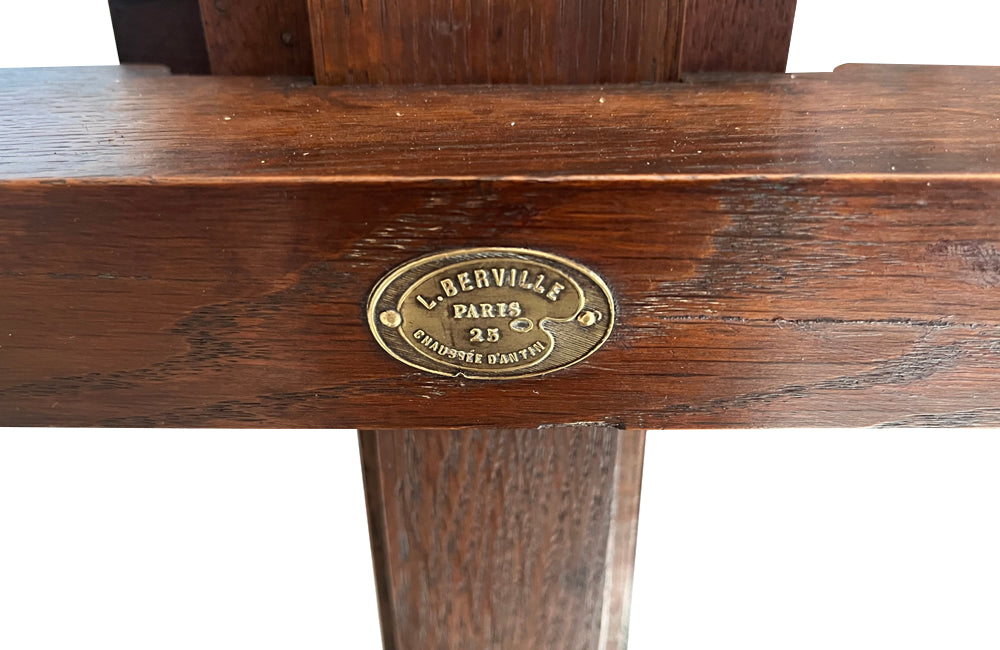 L. BERVILLE
PARIS
25
CHAUSSÉE D'ANTIN